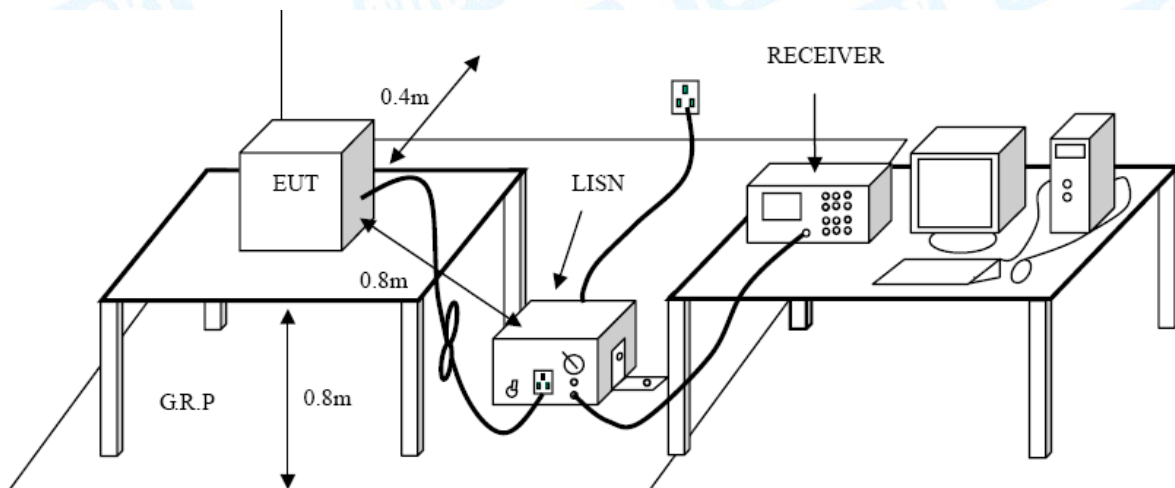 RECEIVER
0.4m
EUT
LISN
0.8m
G.R.P
0.8m